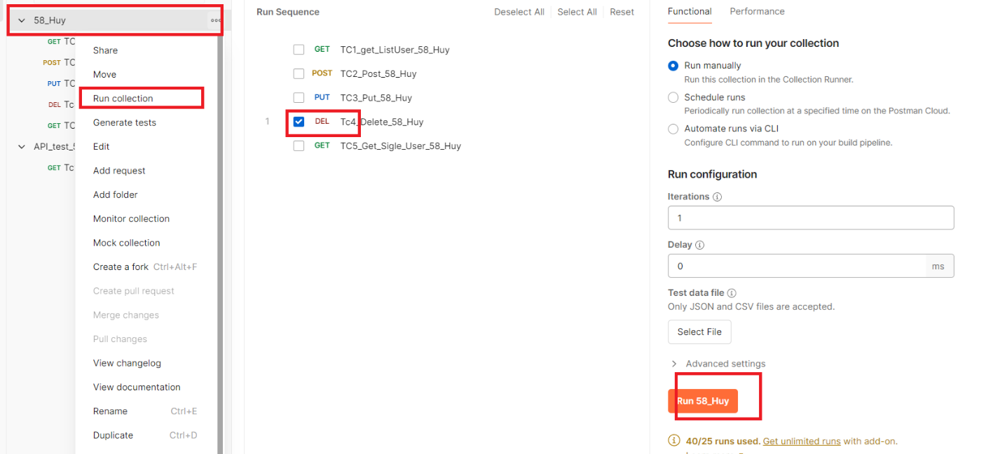 58_Huy
GET TC
POST TC
PUT TC
DEL Tc
GET TC
API_test_5
GET Tc
Share
Move
Run collection
Generate tests
Edit
Add request
Add folder
Monitor collection
Mock collection
Create a fork Ctrl+Alt+F
Create pull request
Merge changes
Pull changes
View changelog
View documentation
Rename Ctrl+E
Duplicate Ctrl+D
Run Sequence Deselect All Select All Reset
GET TC1_get_ListUser_58_Huy
POST TC2_Post_58_Huy
PUT TC3_Put_58_Huy
1 DEL Tc4_Delete_58_Huy
GET TC5_Get_Sigle_User_58_Huy
Functional Performance
Choose how to run your collection
Run manually
Run this collection in the Collection Runner.
Schedule runs
Periodically run collection at a specified time on the Postman Cloud.
Automate runs via CLI
Configure CLI command to run on your build pipeline.
Run configuration
Iterations
1
Delay
0 ms
Test data file
Only JSON and CSV files are accepted.
Select File
Advanced settings
Run 58_Huy
40/25 runs used. Get unlimited runs with add-on.